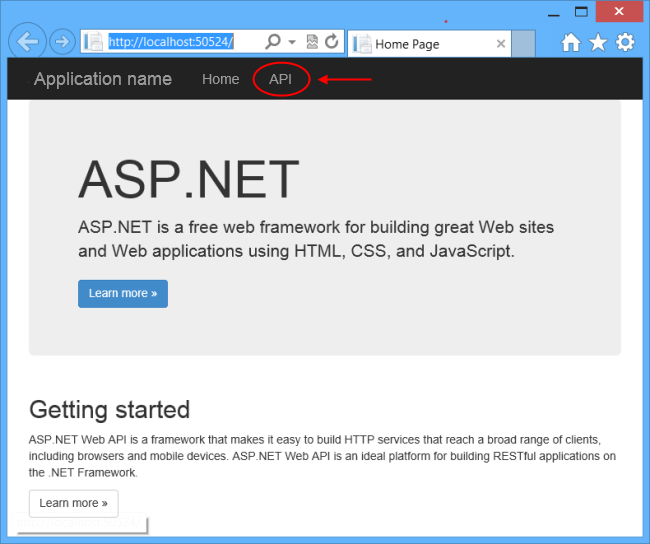 http://localhost:50524/
Home Page
Application name
Home
API
ASP.NET
ASP.NET is a free web framework for building great Web sites
and Web applications using HTML, CSS, and JavaScript.
Learn more »
Getting started
ASP.NET Web API is a framework that makes it easy to build HTTP services that reach a broad range of clients,
including browsers and mobile devices. ASP.NET Web API is an ideal platform for building RESTful applications on
the .NET Framework.
Learn more »